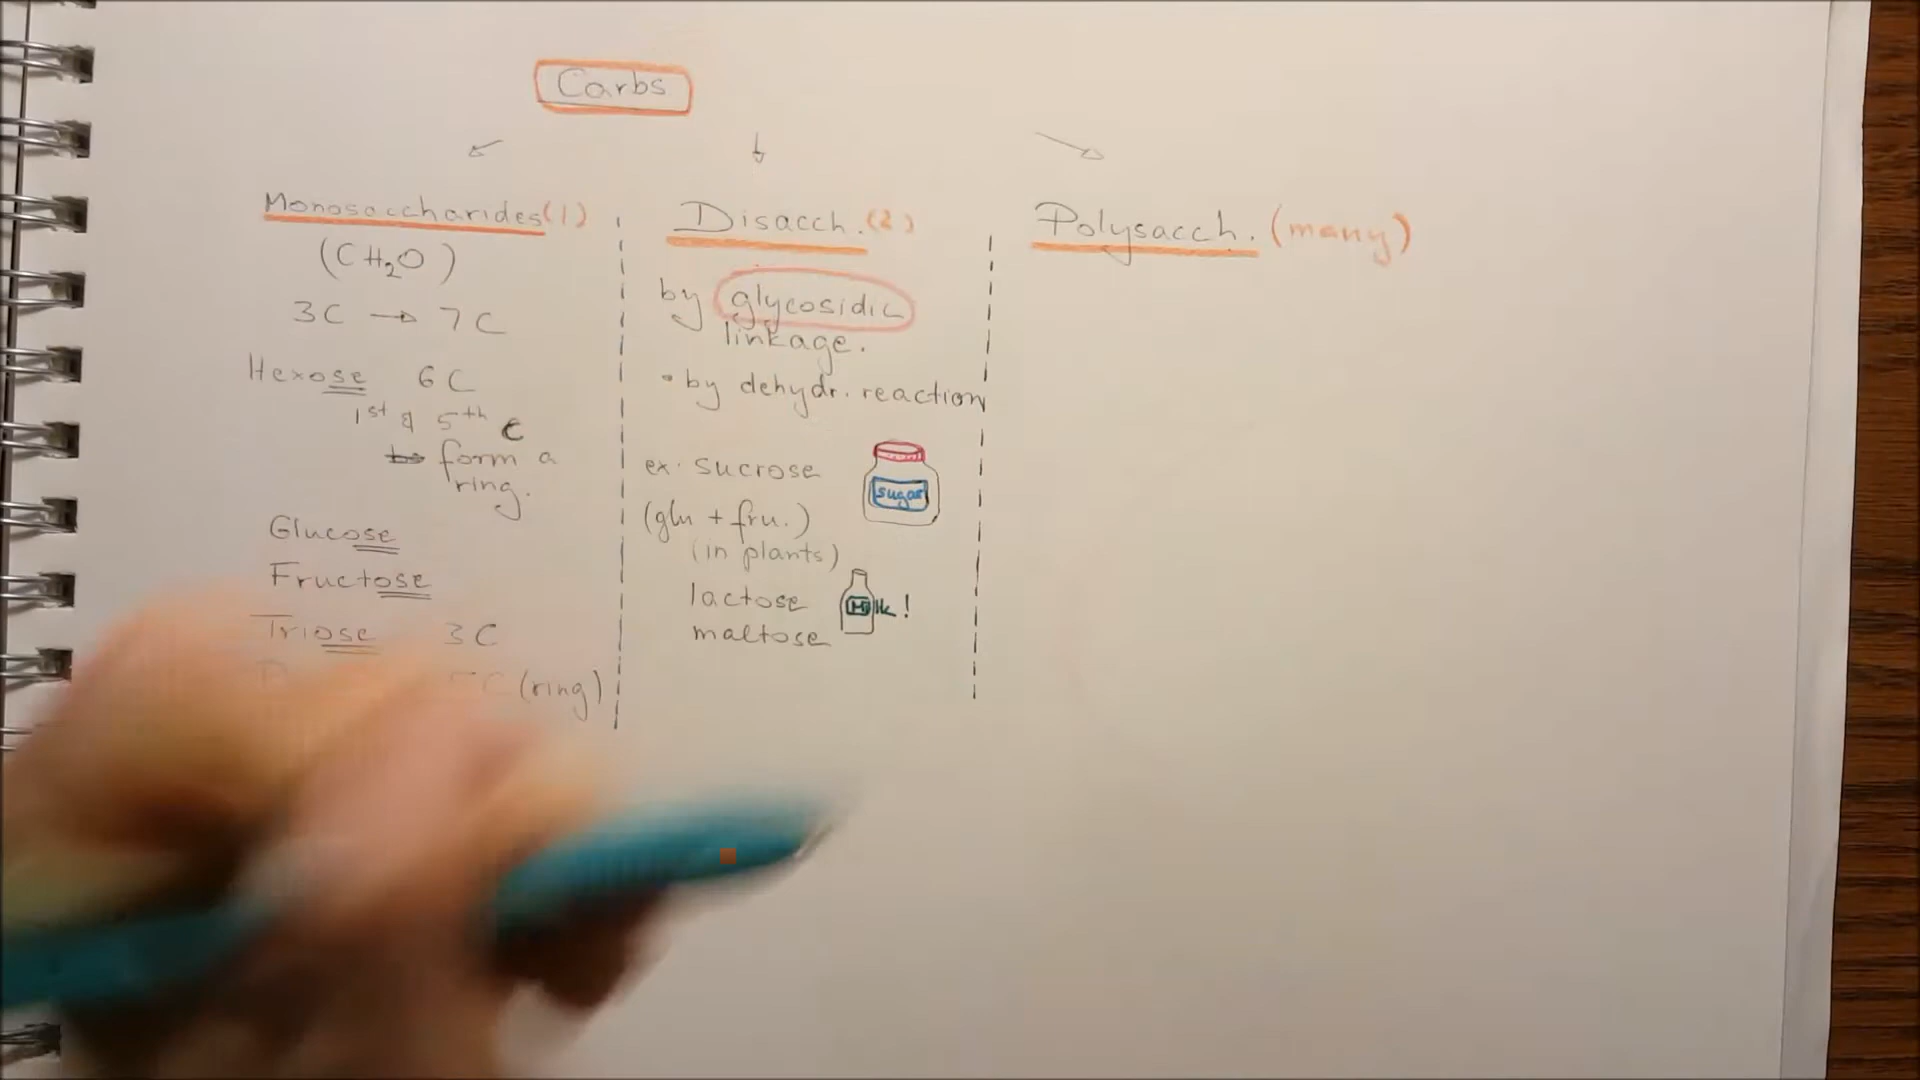 Carbs
Monosaccharides (1)
(CH₂O)
3C → 7C
Hexose 6C
1st & 5th C
form a
ring.
Glucose
Fructose
Triose 3C
5C (ring)
Disacch. (2)
by glycosidic
linkage.
• by dehydr. reaction
ex. sucrose
sugar
(glu + fru.)
(in plants)
lactose
Milk!
maltose
Polysacch. (many)